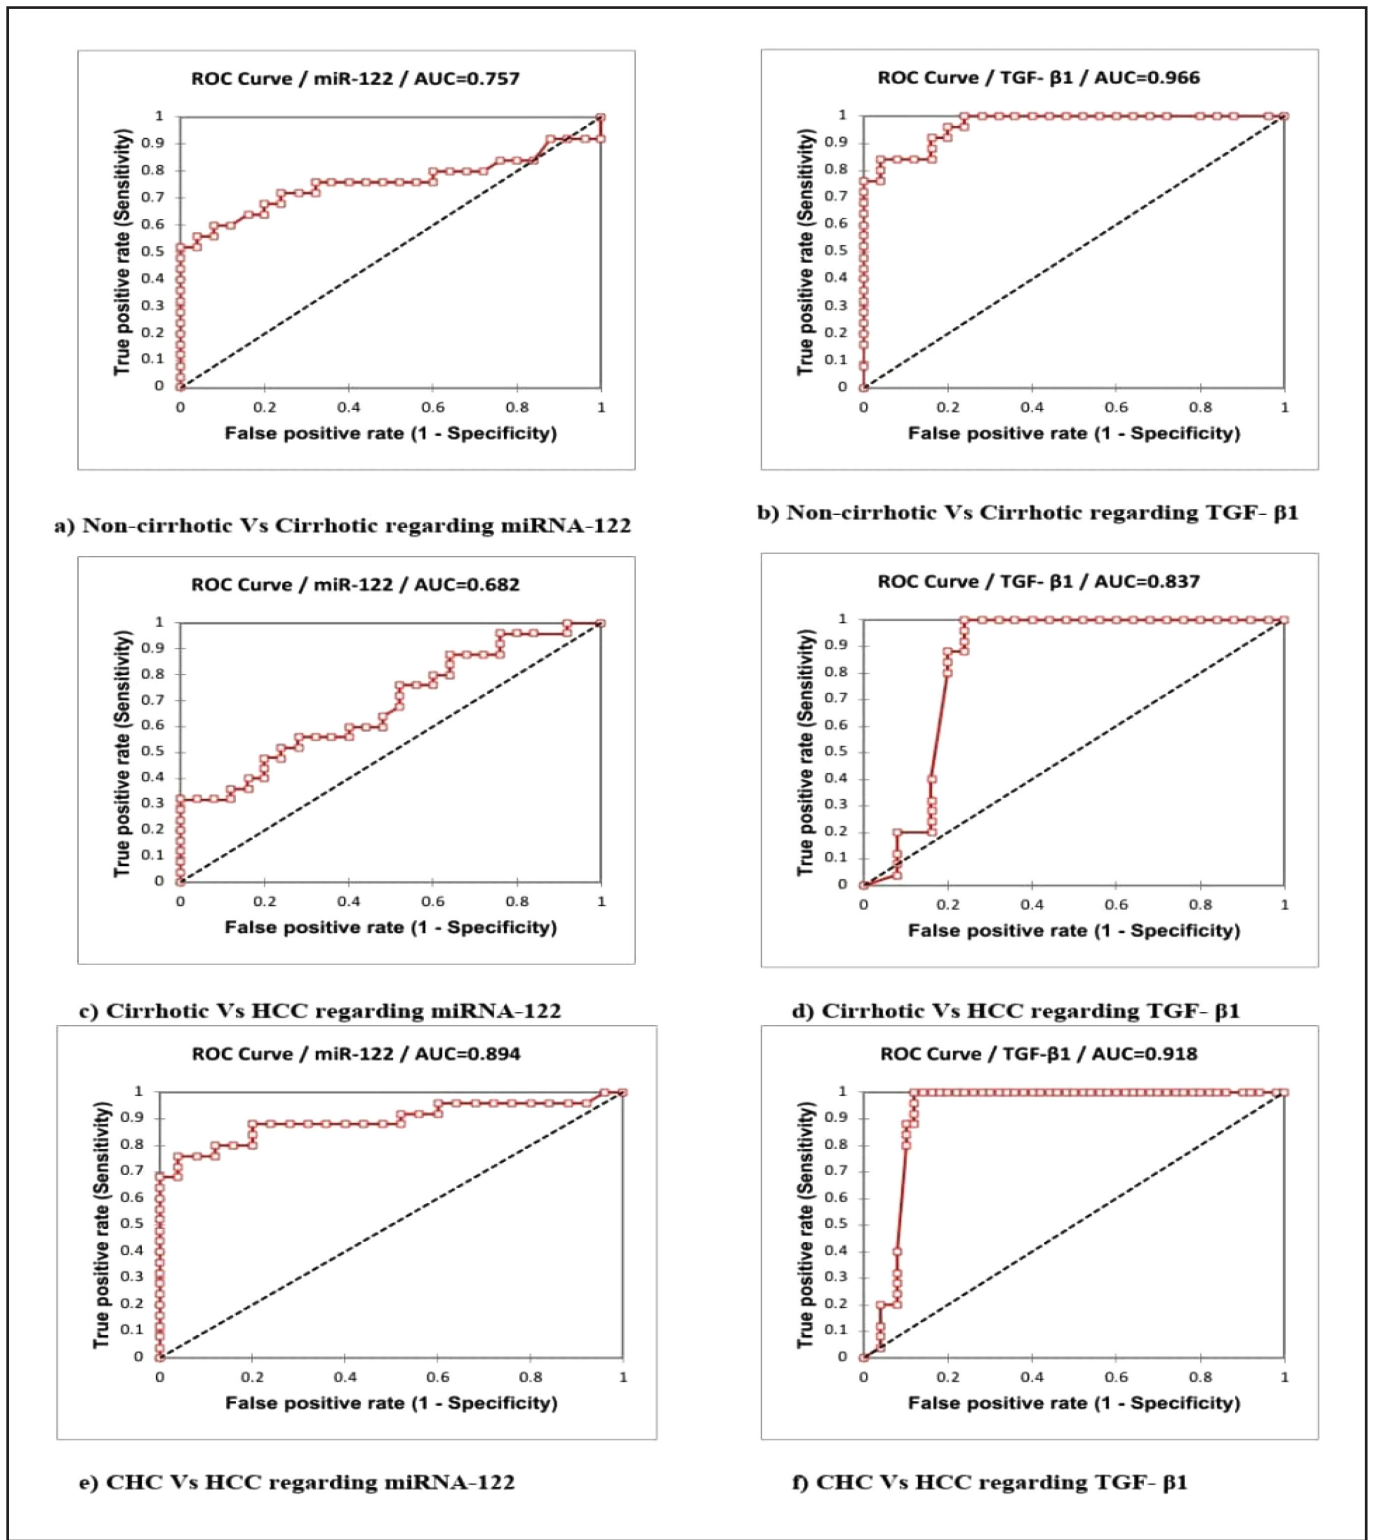 ROC Curve / miR-122 / AUC=0.757
True positive rate (Sensitivity)
1
0.9
0.8
0.7
0.6
0.5
0.4
0.3
0.2
0.1
0
0 0.2 0.4 0.6 0.8 1
False positive rate (1 - Specificity)
a) Non-cirrhotic Vs Cirrhotic regarding miRNA-122
ROC Curve / TGF- β1 / AUC=0.966
True positive rate (Sensitivity)
1
0.9
0.8
0.7
0.6
0.5
0.4
0.3
0.2
0.1
0
0 0.2 0.4 0.6 0.8 1
False positive rate (1 - Specificity)
b) Non-cirrhotic Vs Cirrhotic regarding TGF- β1
ROC Curve / miR-122 / AUC=0.682
True positive rate (Sensitivity)
1
0.9
0.8
0.7
0.6
0.5
0.4
0.3
0.2
0.1
0
0 0.2 0.4 0.6 0.8 1
False positive rate (1 - Specificity)
c) Cirrhotic Vs HCC regarding miRNA-122
ROC Curve / TGF- β1 / AUC=0.837
True positive rate (Sensitivity)
1
0.9
0.8
0.7
0.6
0.5
0.4
0.3
0.2
0.1
0
0 0.2 0.4 0.6 0.8 1
False positive rate (1 - Specificity)
d) Cirrhotic Vs HCC regarding TGF- β1
ROC Curve / miR-122 / AUC=0.894
True positive rate (Sensitivity)
1
0.9
0.8
0.7
0.6
0.5
0.4
0.3
0.2
0.1
0
0 0.2 0.4 0.6 0.8 1
False positive rate (1 - Specificity)
e) CHC Vs HCC regarding miRNA-122
ROC Curve / TGF-β1 / AUC=0.918
True positive rate (Sensitivity)
1
0.9
0.8
0.7
0.6
0.5
0.4
0.3
0.2
0.1
0
0 0.2 0.4 0.6 0.8 1
False positive rate (1 - Specificity)
f) CHC Vs HCC regarding TGF- β1